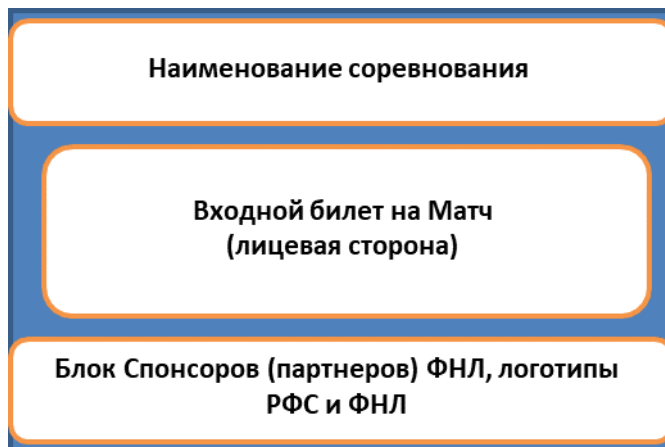 Наименование соревнования
Входной билет на Матч
(лицевая сторона)
Блок Спонсоров (партнеров) ФНЛ, логотипы
РФС и ФНЛ